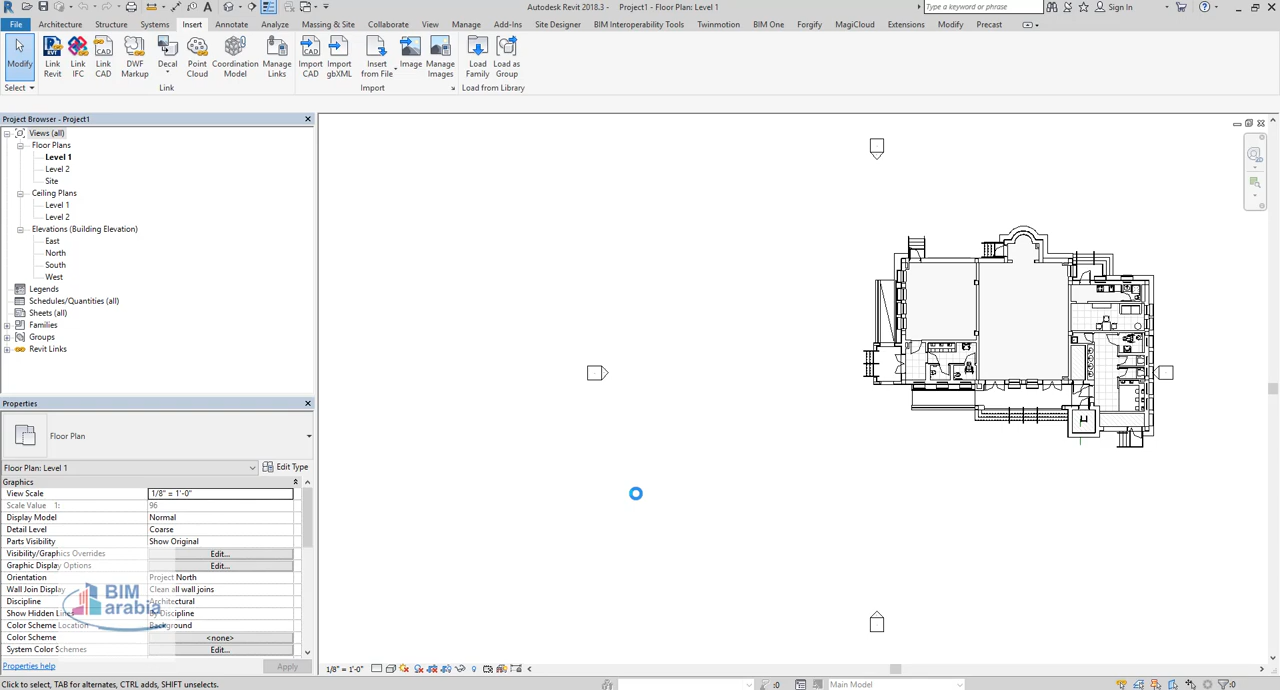 Autodesk Revit 2018.3 - Project1 - Floor Plan: Level 1
Type a keyword or phrase
Sign In
File Architecture Structure Systems Insert Annotate Analyze Massing & Site Collaborate View Manage Add-Ins Site Designer BIM Interoperability Tools Twinmotion BIM One Forgify MagiCloud Extensions Modify Precast
Modify
Link Revit
Link IFC
Link CAD
DWF Markup
Decal
Point Cloud
Coordination Model
Manage Links
Import CAD
Import gbXML
Insert from File
Image
Manage Images
Load Family
Load as Group
Select Link Import Load from Library
Project Browser - Project1
Views (all)
Floor Plans
Level 1
Level 2
Site
Ceiling Plans
Level 1
Level 2
Elevations (Building Elevation)
East
North
South
West
Legends
Schedules/Quantities (all)
Sheets (all)
Families
Groups
Revit Links
Properties
Floor Plan
Floor Plan: Level 1 Edit Type
Graphics
View Scale 1/8" = 1'-0"
Scale Value 1: 96
Display Model Normal
Detail Level Coarse
Parts Visibility Show Original
Visibility/Graphics Overrides Edit...
Graphic Display Options Edit...
Orientation Project North
Wall Join Display Clean all wall joins
Discipline Architectural
Show Hidden Lines By Discipline
Color Scheme Location Background
Color Scheme <none>
System Color Schemes Edit...
BIM
arabia
Properties help Apply
1/8" = 1'-0"
Click to select, TAB for alternates, CTRL adds, SHIFT unselects.
:0
Main Model
:0